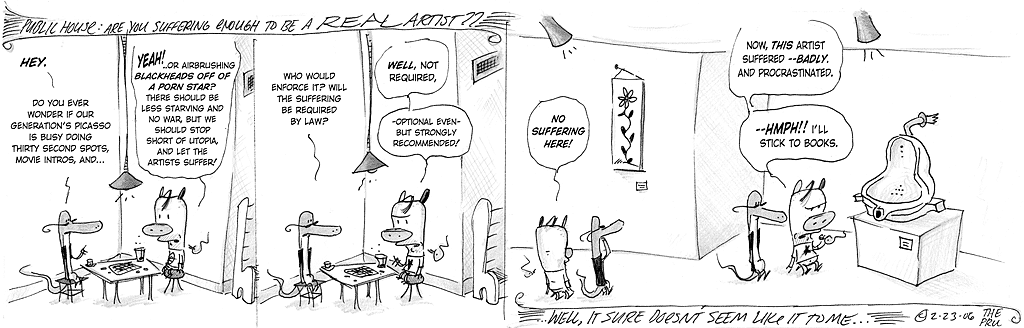 PUBLIC HOUSE: ARE YOU SUFFERING ENOUGH TO BE A REAL ARTIST??
HEY.
DO YOU EVER
WONDER IF OUR
GENERATION'S PICASSO
IS BUSY DOING
THIRTY SECOND SPOTS,
MOVIE INTROS, AND...
YEAH!
..OR AIRBRUSHING
BLACKHEADS OFF OF
A PORN STAR?
THERE SHOULD BE
LESS STARVING AND
NO WAR, BUT WE
SHOULD STOP
SHORT OF UTOPIA,
AND LET THE
ARTISTS SUFFER!
WHO WOULD
ENFORCE IT? WILL
THE SUFFERING
BE REQUIRED
BY LAW?
WELL, NOT
REQUIRED,
-OPTIONAL EVEN-
BUT STRONGLY
RECOMMENDED!
NO
SUFFERING
HERE!
NOW, THIS ARTIST
SUFFERED --BADLY.
AND PROCRASTINATED.
--HMPH!! I'LL
STICK TO BOOKS.
...WELL, IT SURE DOESN'T SEEM LIKE IT TO ME...
© 2-23-06 THE
PRU